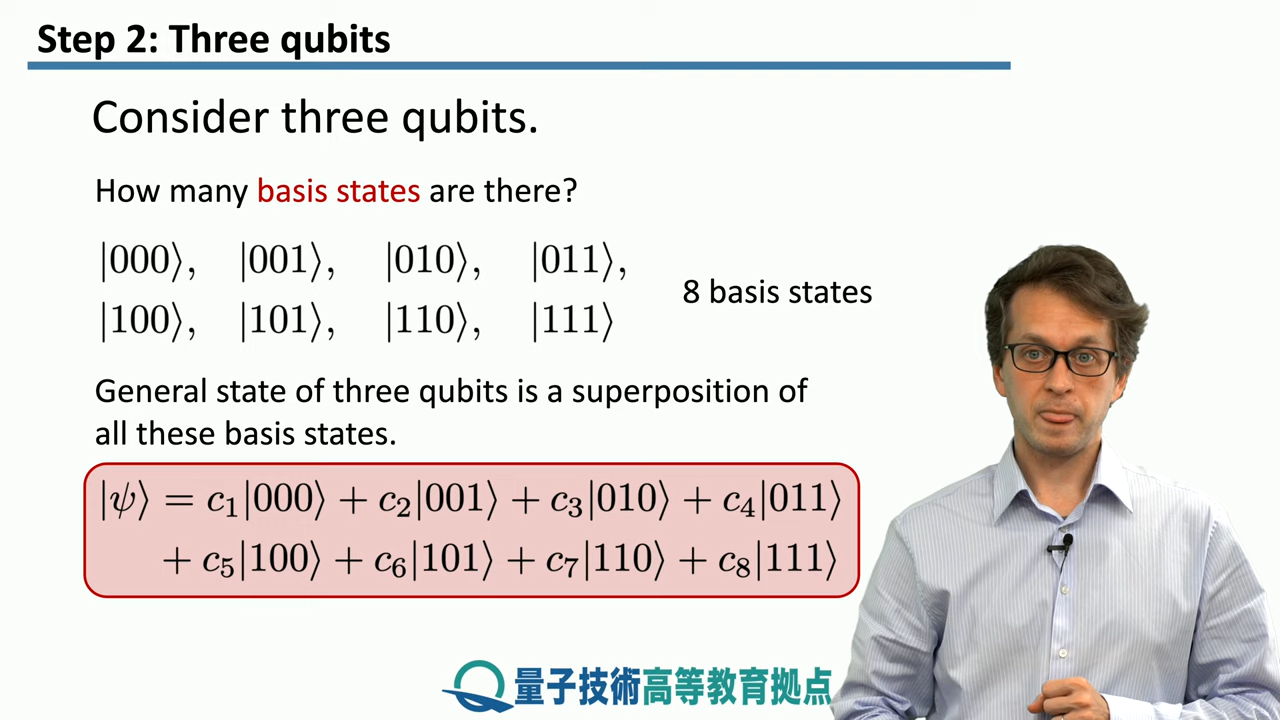 Step 2: Three qubits
Consider three qubits.
How many basis states are there?
|000⟩, |001⟩, |010⟩, |011⟩,
|100⟩, |101⟩, |110⟩, |111⟩
8 basis states
General state of three qubits is a superposition of
all these basis states.
|ψ⟩ = c₁|000⟩ + c₂|001⟩ + c₃|010⟩ + c₄|011⟩
+ c₅|100⟩ + c₆|101⟩ + c₇|110⟩ + c₈|111⟩
量子技術高等教育拠点